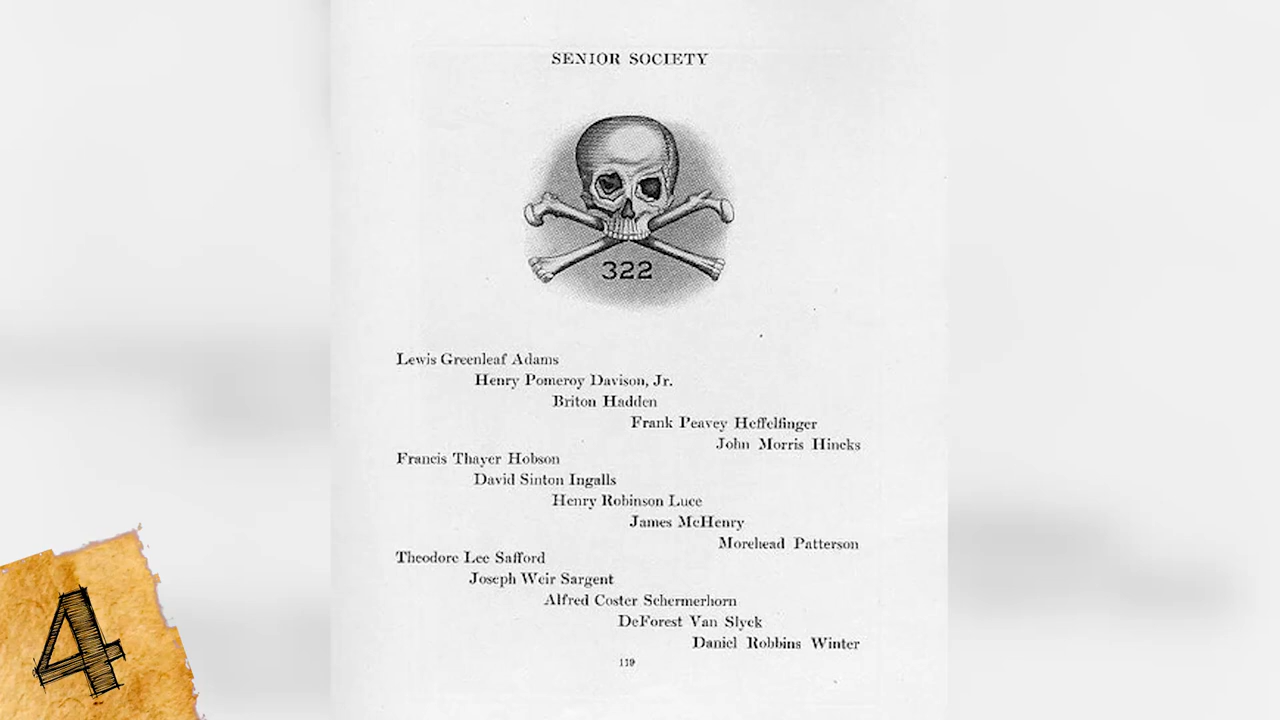 SENIOR SOCIETY
322
Lewis Greenleaf Adams
Henry Pomeroy Davison, Jr.
Briton Hadden
Frank Peavey Heffelfinger
John Morris Hincks
Francis Thayer Hobson
David Sinton Ingalls
Henry Robinson Luce
James McHenry
Morehead Patterson
Theodore Lee Safford
Joseph Weir Sargent
Alfred Coster Schermerhorn
DeForest Van Slyck
Daniel Robbins Winter
119
4